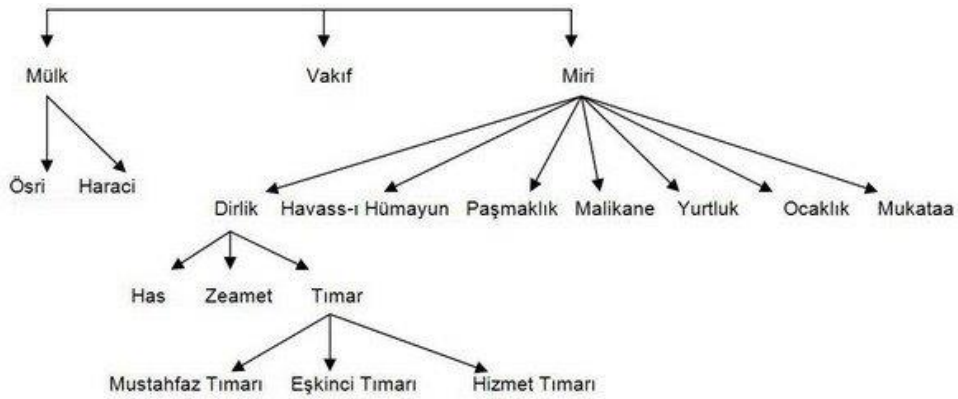 Mülk Vakıf Miri
Ösri Haraci
Dirlik Havass-ı Hümayun Paşmaklık Malikane Yurtluk Ocaklık Mukataa
Has Zeamet Tımar
Mustahfaz Tımarı Eşkinci Tımarı Hizmet Tımarı